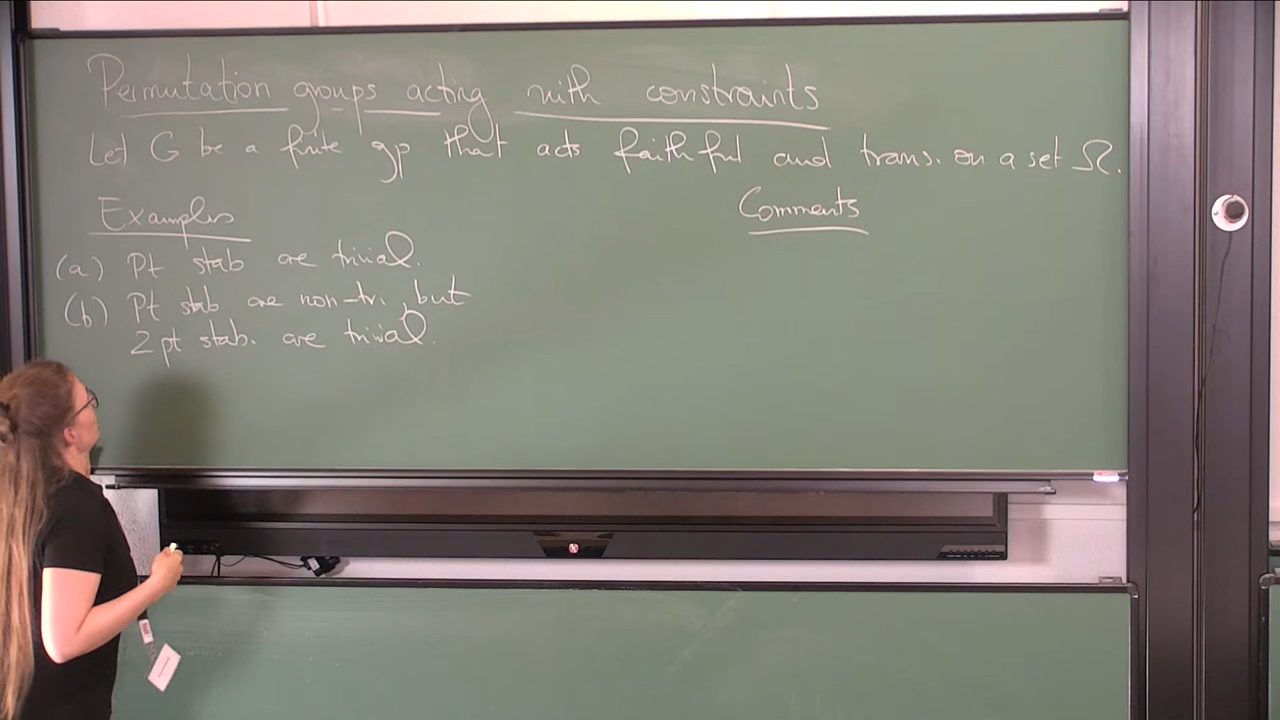 Permutation groups acting with constraints
Let G be a finite gp that acts faithful and trans. on a set Ω.
Examples
Comments
(a) Pt stab are trivial.
(b) Pt stab are non-tri., but
2 pt stab. are trivial.